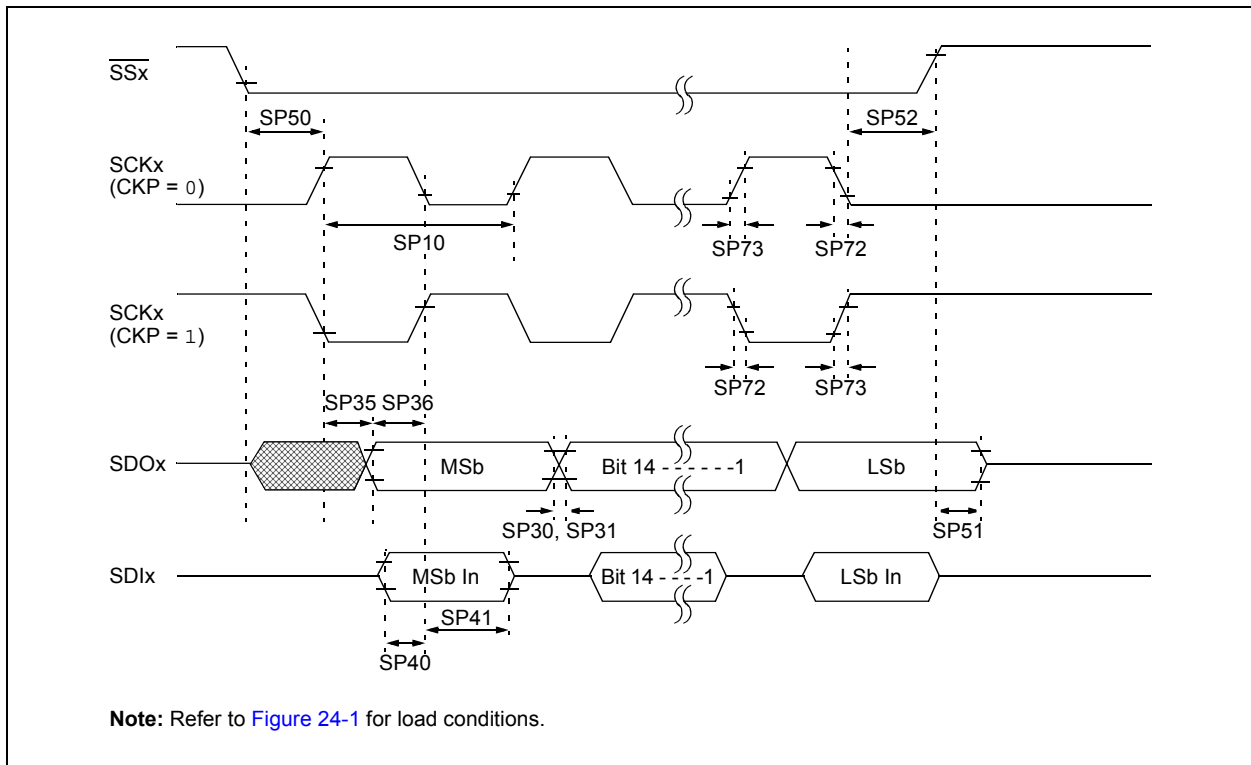 SSx
SP50
SP52
SCKx
(CKP = 0)
SP10
SP73
SP72
SCKx
(CKP = 1)
SP72
SP73
SP35
SP36
SDOx
MSb
Bit 14 - - - - - -1
LSb
SP30, SP31
SP51
SDIx
MSb In
Bit 14 - - - -1
LSb In
SP41
SP40
Note: Refer to Figure 24-1 for load conditions.